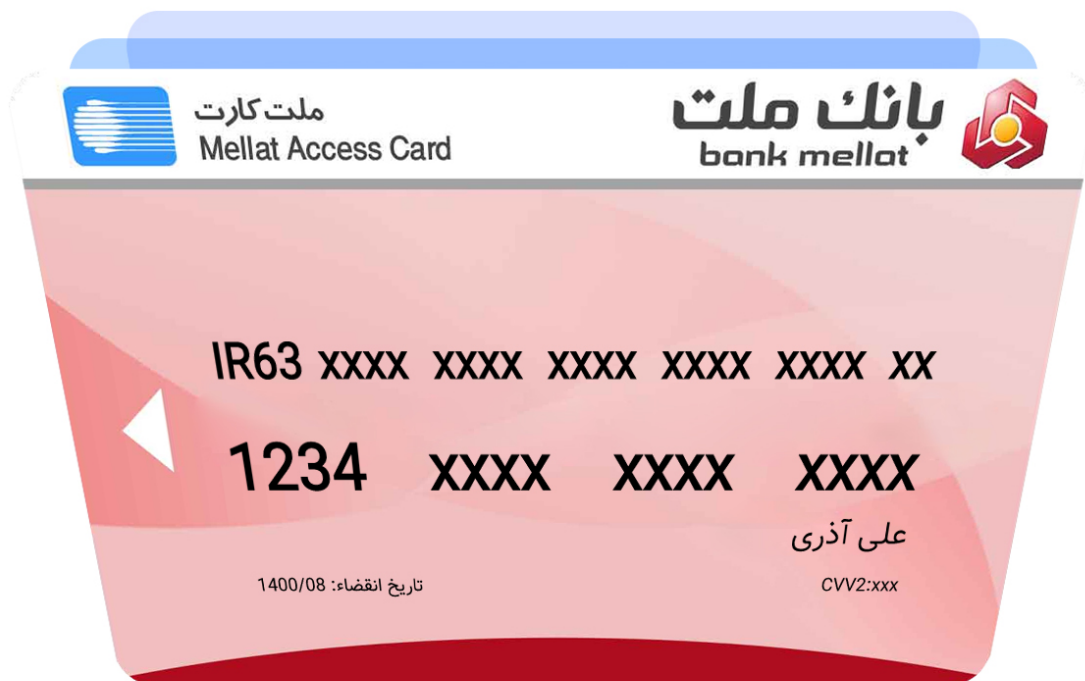 ملت کارت
Mellat Access Card
بانك ملت
bank mellat
IR63 xxxx xxxx xxxx xxxx xxxx xx
1234 xxxx xxxx xxxx
علی آذری
تاریخ انقضاء: 1400/08
CVV2:xxx